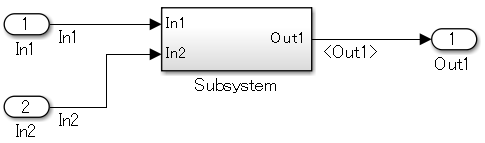 1
In1
In1
In1
In2
Out1
<Out1>
1
Out1
Subsystem
2
In2
In2